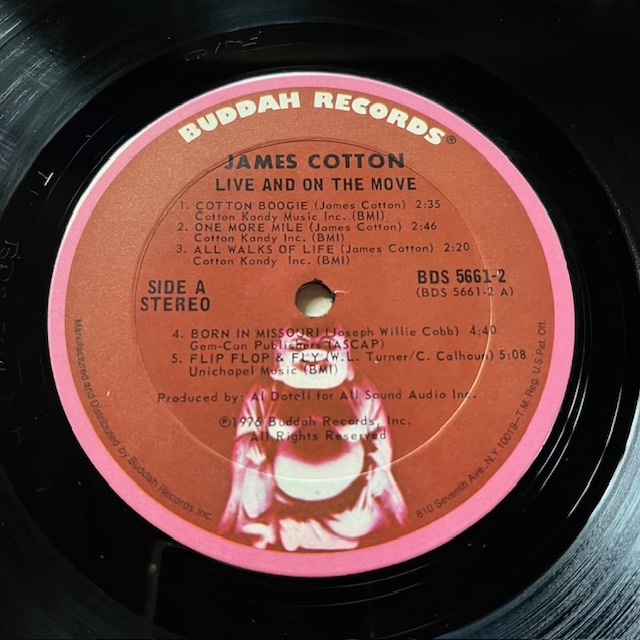 BUDDAH RECORDS®
JAMES COTTON
LIVE AND ON THE MOVE
1. COTTON BOOGIE (James Cotton) 2:35
Cotton Kandy Music Inc. (BMI)
2. ONE MORE MILE (James Cotton) 2:46
Cotton Kandy Inc. (BMI)
3. ALL WALKS OF LIFE (James Cotton) 2:20
Cotton Kandy Inc. (BMI)
SIDE A
STEREO
BDS 5661-2
(BDS 5661-2 A)
4. BORN IN MISSOURI (Joseph Willie Cobb) 4:40
Gem-Can Publishers (ASCAP)
5. FLIP FLOP & FLY (W.L. Turner/C. Calhoun) 5:08
Unichapel Music (BMI)
Produced by: Al Doteli for All Sound Audio Inc.
℗1976 Buddah Records, Inc.
All Rights Reserved
Manufactured and Distributed by Buddah Records, Inc.
810 Seventh Ave., N.Y. 10019—T.M. Reg. U.S. Pat. Off.